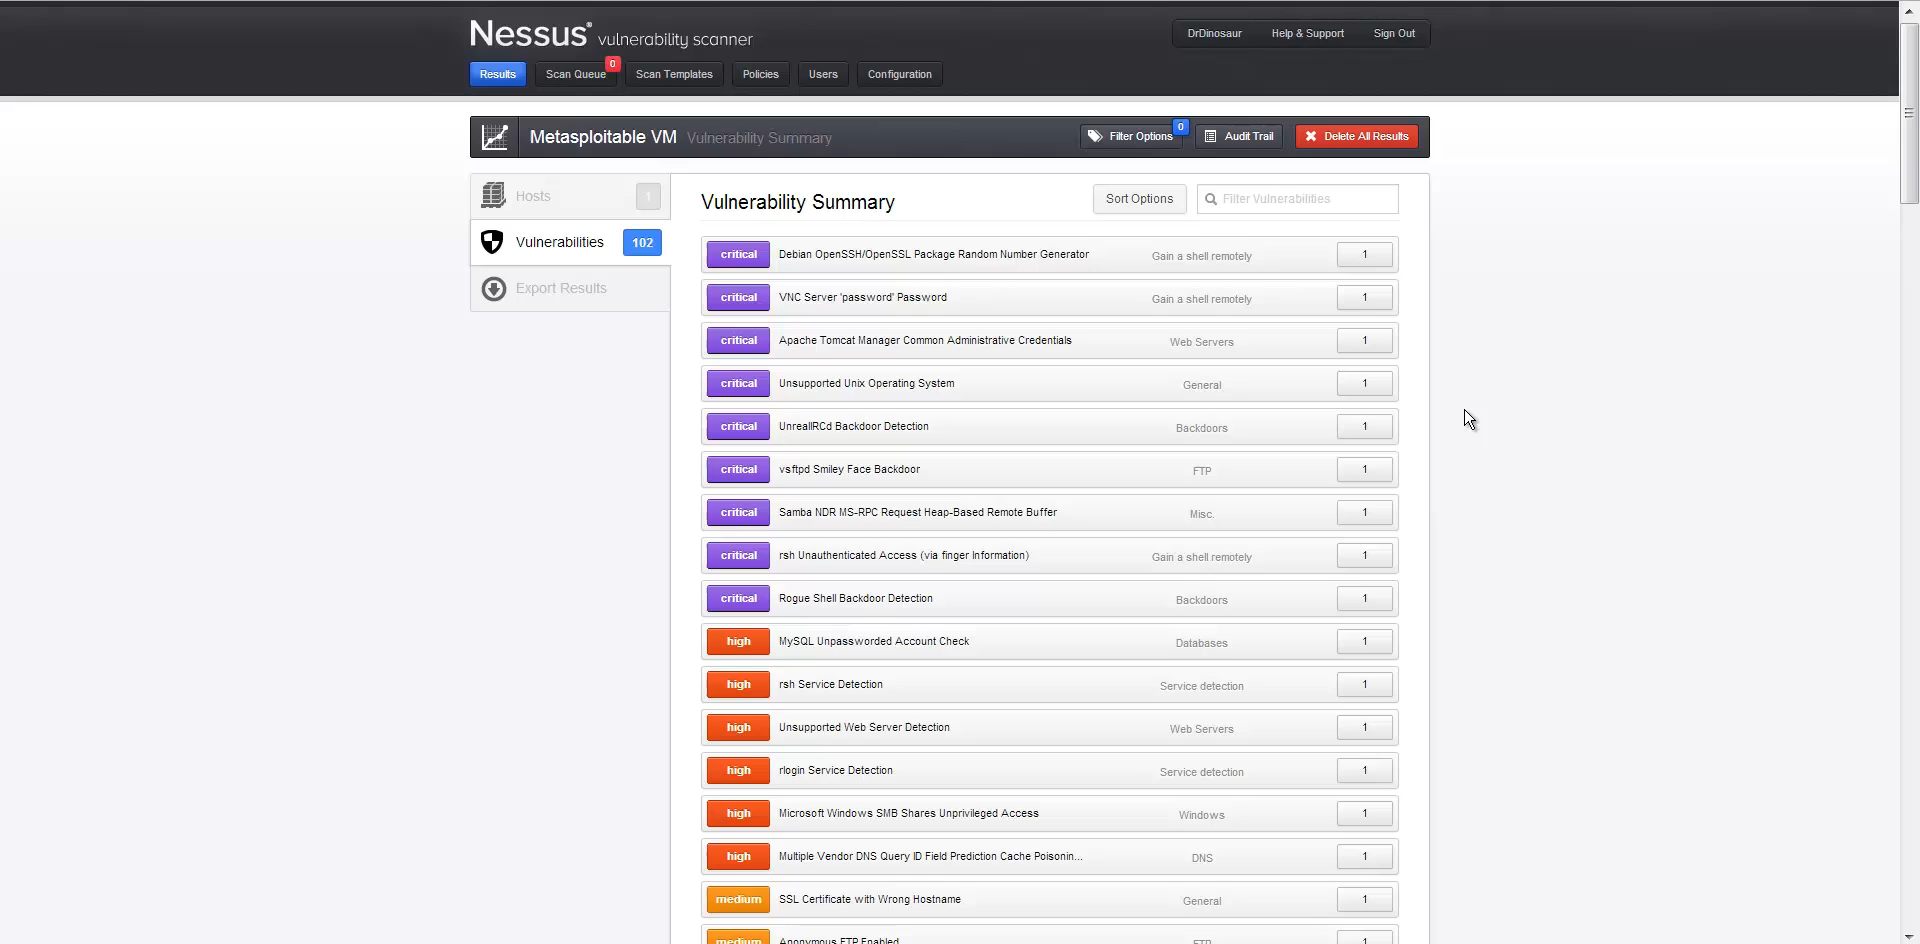 Nessus® vulnerability scanner
DrDinosaur Help & Support Sign Out
Results Scan Queue 0 Scan Templates Policies Users Configuration
Metasploitable VM Vulnerability Summary Filter Options 0 Audit Trail Delete All Results
Hosts 1
Vulnerabilities 102
Export Results
Vulnerability Summary Sort Options Filter Vulnerabilities
critical Debian OpenSSH/OpenSSL Package Random Number Generator Gain a shell remotely 1
critical VNC Server 'password' Password Gain a shell remotely 1
critical Apache Tomcat Manager Common Administrative Credentials Web Servers 1
critical Unsupported Unix Operating System General 1
critical UnrealIRCd Backdoor Detection Backdoors 1
critical vsftpd Smiley Face Backdoor FTP 1
critical Samba NDR MS-RPC Request Heap-Based Remote Buffer Misc. 1
critical rsh Unauthenticated Access (via finger Information) Gain a shell remotely 1
critical Rogue Shell Backdoor Detection Backdoors 1
high MySQL Unpassworded Account Check Databases 1
high rsh Service Detection Service detection 1
high Unsupported Web Server Detection Web Servers 1
high rlogin Service Detection Service detection 1
high Microsoft Windows SMB Shares Unprivileged Access Windows 1
high Multiple Vendor DNS Query ID Field Prediction Cache Poisonin... DNS 1
medium SSL Certificate with Wrong Hostname General 1
medium Anonymous FTP Enabled FTP 1